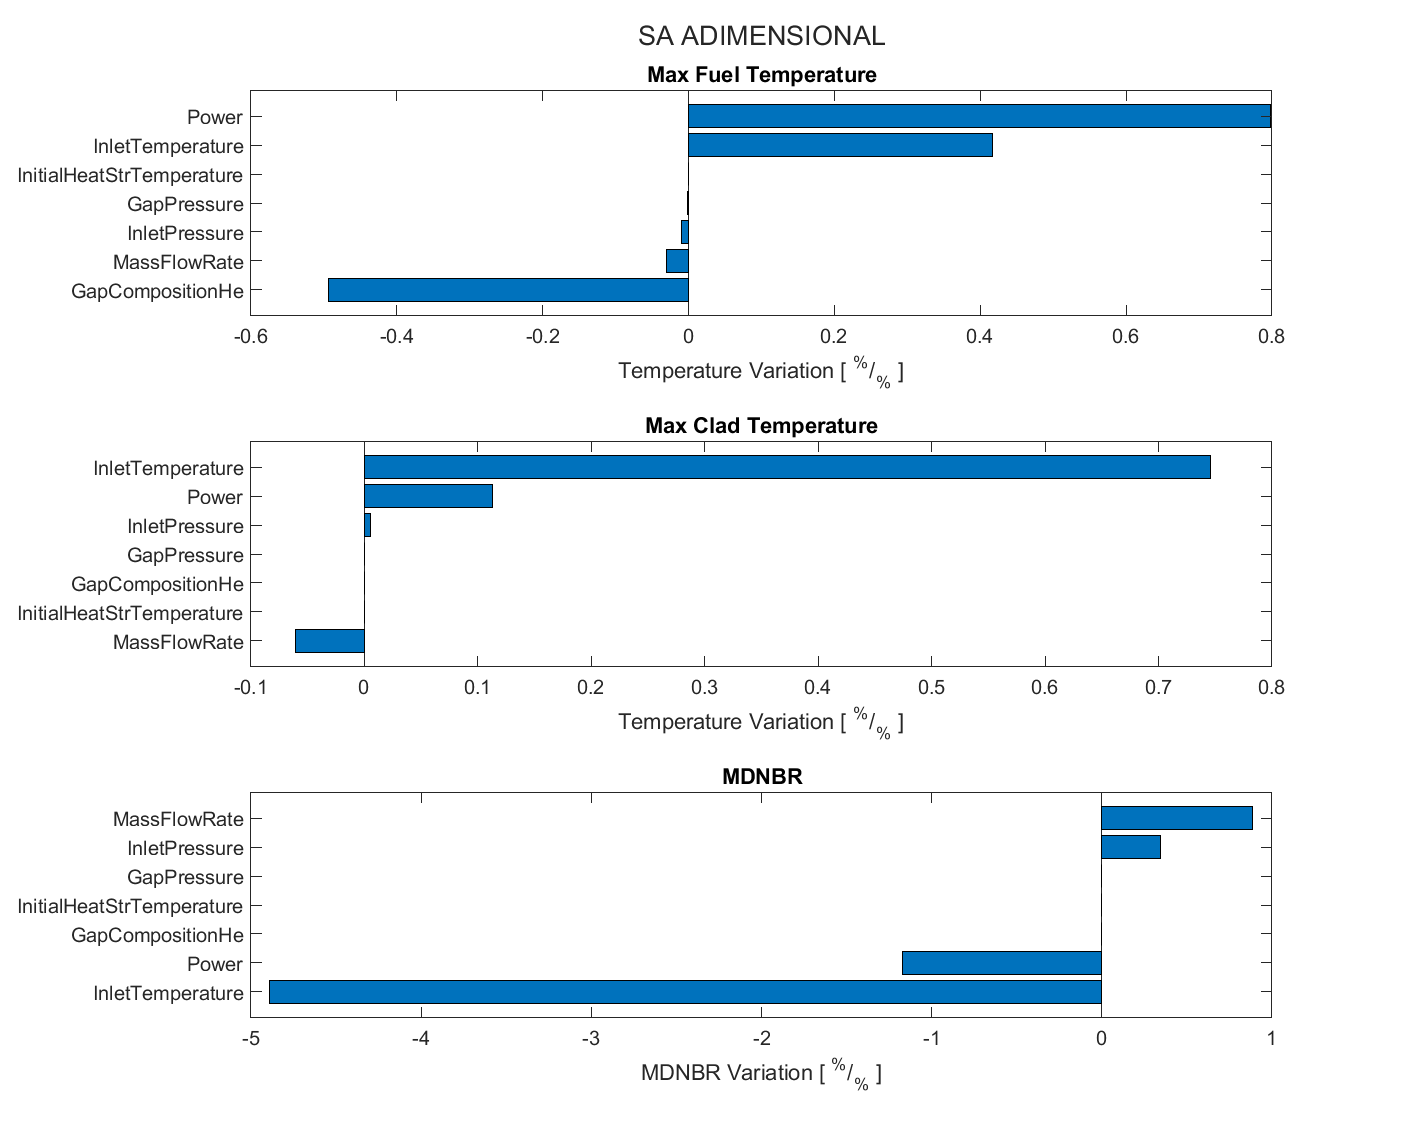 SA ADIMENSIONAL
Max Fuel Temperature
Power
InletTemperature
InitialHeatStrTemperature
GapPressure
InletPressure
MassFlowRate
GapCompositionHe
-0.6 -0.4 -0.2 0 0.2 0.4 0.6 0.8
Temperature Variation [ %/% ]
Max Clad Temperature
InletTemperature
Power
InletPressure
GapPressure
GapCompositionHe
InitialHeatStrTemperature
MassFlowRate
-0.1 0 0.1 0.2 0.3 0.4 0.5 0.6 0.7 0.8
Temperature Variation [ %/% ]
MDNBR
MassFlowRate
InletPressure
GapPressure
InitialHeatStrTemperature
GapCompositionHe
Power
InletTemperature
-5 -4 -3 -2 -1 0 1
MDNBR Variation [ %/% ]